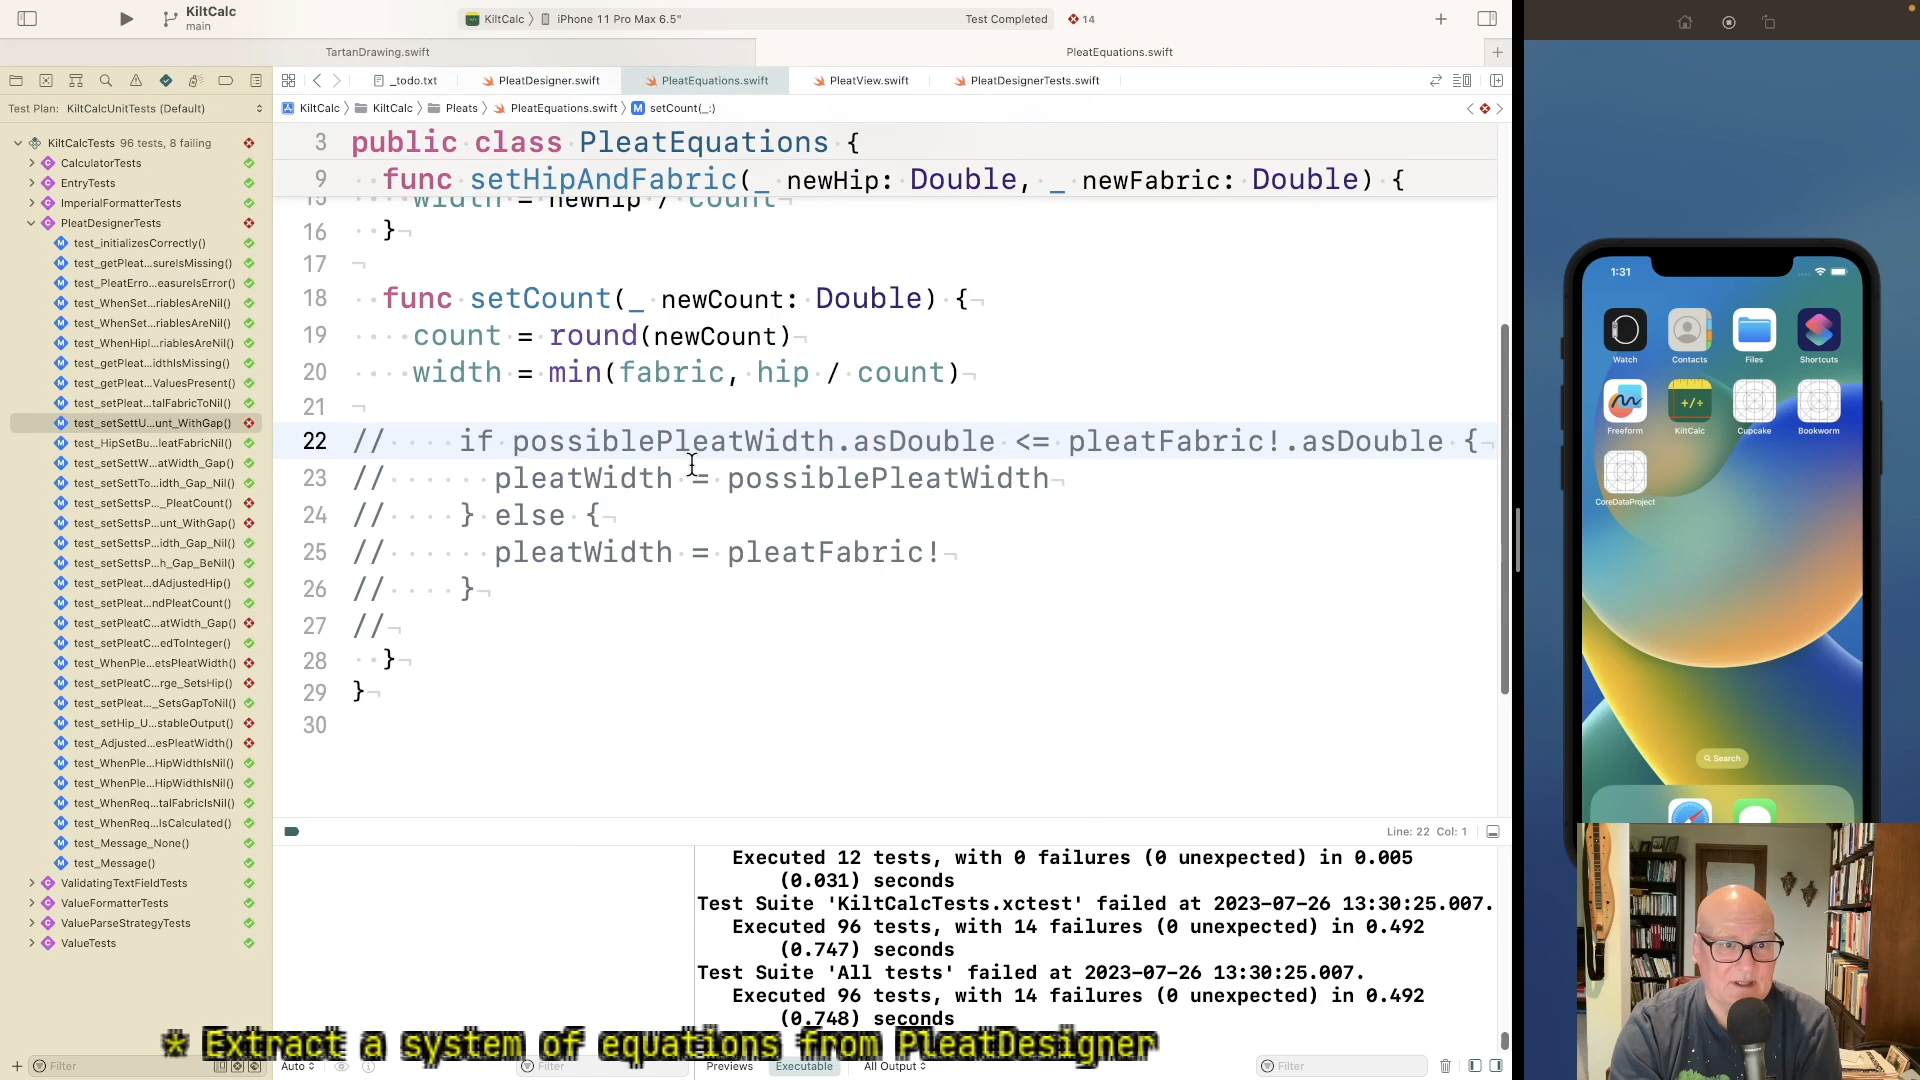 KiltCalc
main
KiltCalc
iPhone 11 Pro Max 6.5"
Test Completed
14
TartanDrawing.swift
PleatEquations.swift
_todo.txt
PleatDesigner.swift
PleatEquations.swift
PleatView.swift
PleatDesignerTests.swift
Test Plan: KiltCalcUnitTests (Default)
KiltCalc
KiltCalc
Pleats
PleatEquations.swift
M setCount(_:)
KiltCalcTests 96 tests, 8 failing
CalculatorTests
EntryTests
ImperialFormatterTests
PleatDesignerTests
test_initializesCorrectly()
test_getPleat...sureIsMissing()
test_PleatErro...easureIsError()
test_WhenSet...riablesAreNil()
test_WhenSet...riablesAreNil()
test_WhenHipI...riablesAreNil()
test_getPleat...idthIsMissing()
test_getPleat...ValuesPresent()
test_setPleat...talFabricToNil()
test_setSettU...unt_WithGap()
test_HipSetBu...leatFabricNil()
test_setSettW...atWidth_Gap()
test_setSettTo...idth_Gap_Nil()
test_setSettsP..._PleatCount()
test_setSettsP...unt_WithGap()
test_setSettsP...idth_Gap_Nil()
test_setSettsP...h_Gap_BeNil()
test_setPleat...dAdjustedHip()
test_setPleat...ndPleatCount()
test_setPleatC...atWidth_Gap()
test_setPleatC...edToInteger()
test_WhenPle...etsPleatWidth()
test_setPleatC...rge_SetsHip()
test_setPleat..._SetsGapToNil()
test_setHip_U...stableOutput()
test_Adjusted...esPleatWidth()
test_WhenPle...HipWidthIsNil()
test_WhenPle...HipWidthIsNil()
test_WhenReq...talFabricIsNil()
test_WhenReq...IsCalculated()
test_Message_None()
test_Message()
ValidatingTextFieldTests
ValueFormatterTests
ValueParseStrategyTests
ValueTests
3 public class PleatEquations {
9 func setHipAndFabric(_ newHip: Double, _ newFabric: Double) {
15 width = newHip / count
16 }
17
18 func setCount(_ newCount: Double) {
19 count = round(newCount)
20 width = min(fabric, hip / count)
21
22 // if possiblePleatWidth.asDouble <= pleatFabric!.asDouble {
23 // pleatWidth = possiblePleatWidth
24 // } else {
25 // pleatWidth = pleatFabric!
26 // }
27 //
28 }
29 }
30
Line: 22 Col: 1
Executed 12 tests, with 0 failures (0 unexpected) in 0.005
(0.031) seconds
Test Suite 'KiltCalcTests.xctest' failed at 2023-07-26 13:30:25.007.
Executed 96 tests, with 14 failures (0 unexpected) in 0.492
(0.747) seconds
Test Suite 'All tests' failed at 2023-07-26 13:30:25.007.
Executed 96 tests, with 14 failures (0 unexpected) in 0.492
(0.748) seconds
* Extract a system of equations from PleatDesigner
Filter
Auto
Filter
Previews
Executable
All Output
Filter
1:31
Watch
Contacts
Files
Shortcuts
Freeform
+/÷
KiltCalc
Cupcake
Bookworm
CoreDataProject
Search